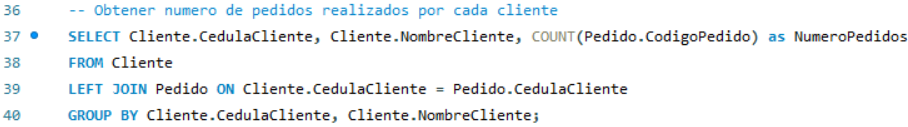 36 -- Obtener numero de pedidos realizados por cada cliente
37 SELECT Cliente.CedulaCliente, Cliente.NombreCliente, COUNT(Pedido.CodigoPedido) as NumeroPedidos
38 FROM Cliente
39 LEFT JOIN Pedido ON Cliente.CedulaCliente = Pedido.CedulaCliente
40 GROUP BY Cliente.CedulaCliente, Cliente.NombreCliente;